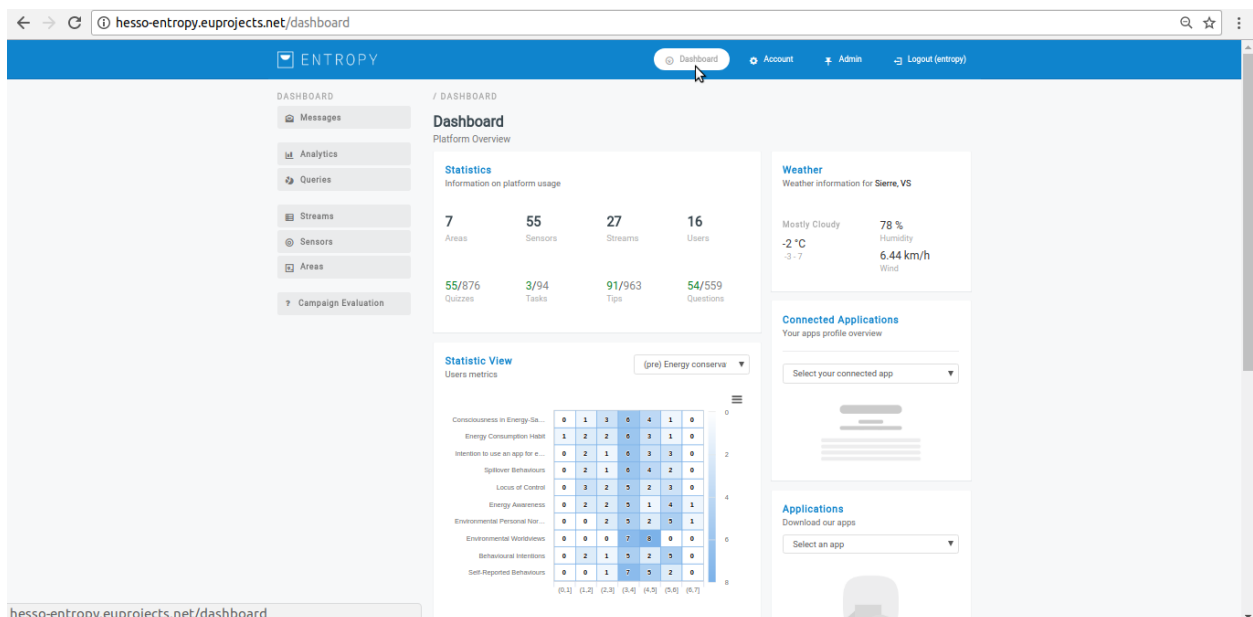 hesso-entropy.euprojects.net/dashboard
ENTROPY
Dashboard
Account
Admin
Logout (entropy)
DASHBOARD
Messages
Analytics
Queries
Streams
Sensors
Areas
? Campaign Evaluation
/ DASHBOARD
Dashboard
Platform Overview
Statistics
Information on platform usage
7 55 27 16
Areas Sensors Streams Users
55/876 3/94 91/963 54/559
Quizzes Tasks Tips Questions
Weather
Weather information for Sierre, VS
Mostly Cloudy 78 %
Humidity
-2 °C
-3 - 7 6.44 km/h
Wind
Connected Applications
Your apps profile overview
Select your connected app
Applications
Download our apps
Select an app
Statistic View
Users metrics
(pre) Energy conserva
Consciousness in Energy-Sa... 0 1 3 6 4 1 0
Energy Consumption Habit 1 2 2 6 3 1 0
Intention to use an app for e... 0 2 1 6 3 3 0
Spillover Behaviours 0 2 1 6 4 2 0
Locus of Control 0 3 2 5 2 3 0
Energy Awareness 0 2 2 5 1 4 1
Environmental Personal Nor... 0 0 2 5 2 5 1
Environmental Worldviews 0 0 0 7 8 0 0
Behavioural Intentions 0 2 1 5 2 5 0
Self-Reported Behaviours 0 0 1 7 5 2 0
(0,1] (1,2] (2,3] (3,4] (4,5] (5,6] (6,7]
0
2
4
6
8
hesso-entropy.euprojects.net/dashboard